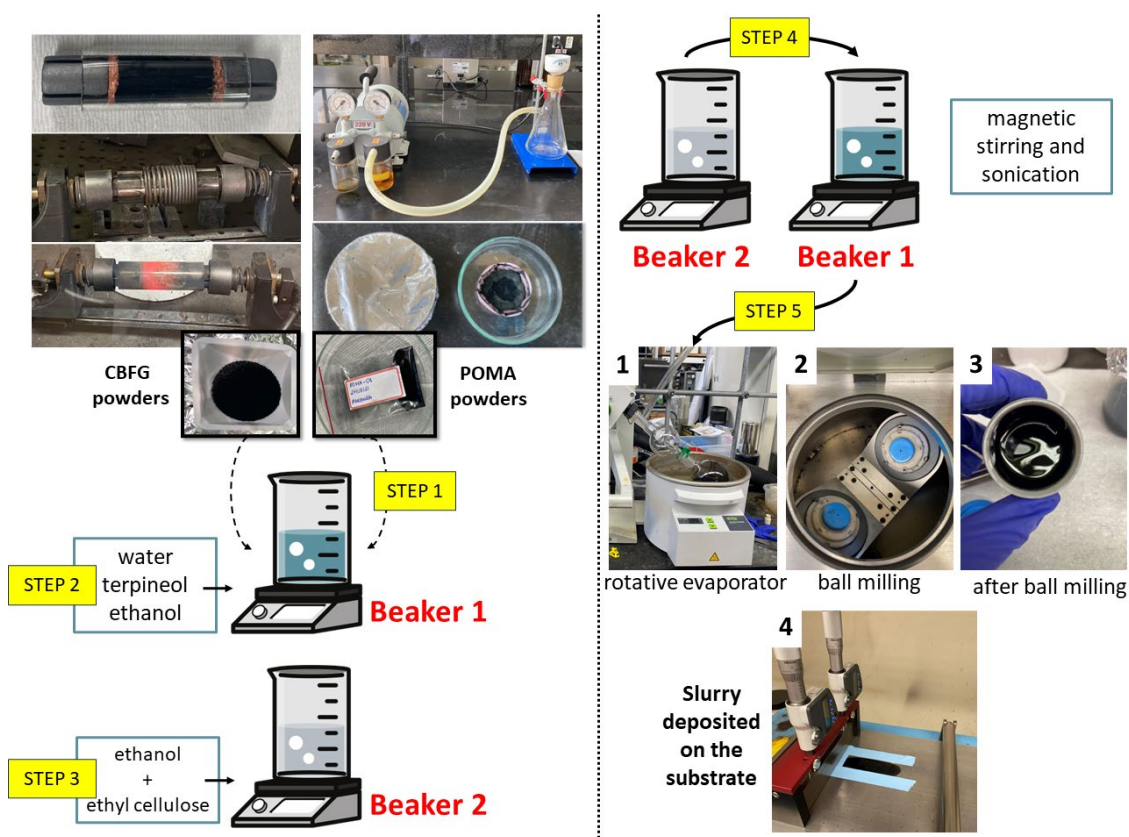 220 V
CBFG
powders
POMA
powders
STEP 1
STEP 2
water
terpineol
ethanol
Beaker 1
STEP 3
ethanol
+
ethyl cellulose
Beaker 2
STEP 4
Beaker 2
Beaker 1
magnetic
stirring and
sonication
STEP 5
1
rotative evaporator
2
ball milling
3
after ball milling
4
Slurry
deposited
on the
substrate